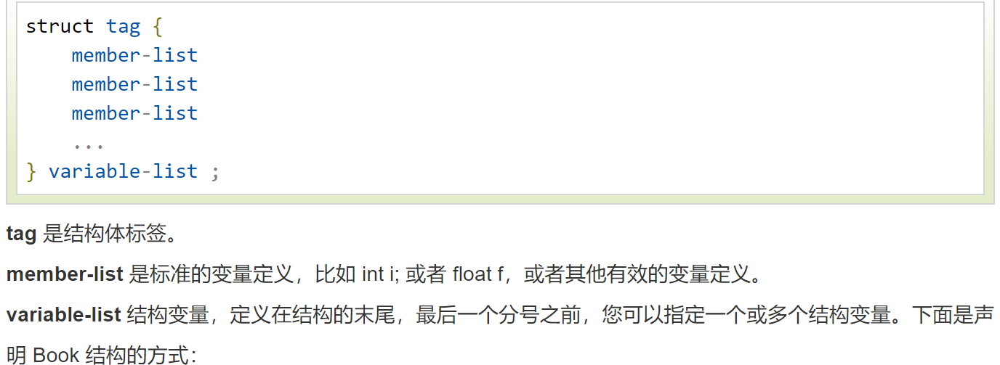 struct tag {
    member-list
    member-list
    member-list
    ...
} variable-list ;
tag 是结构体标签。
member-list 是标准的变量定义，比如 int i; 或者 float f，或者其他有效的变量定义。
variable-list 结构变量，定义在结构的末尾，最后一个分号之前，您可以指定一个或多个结构变量。下面是声
明 Book 结构的方式：